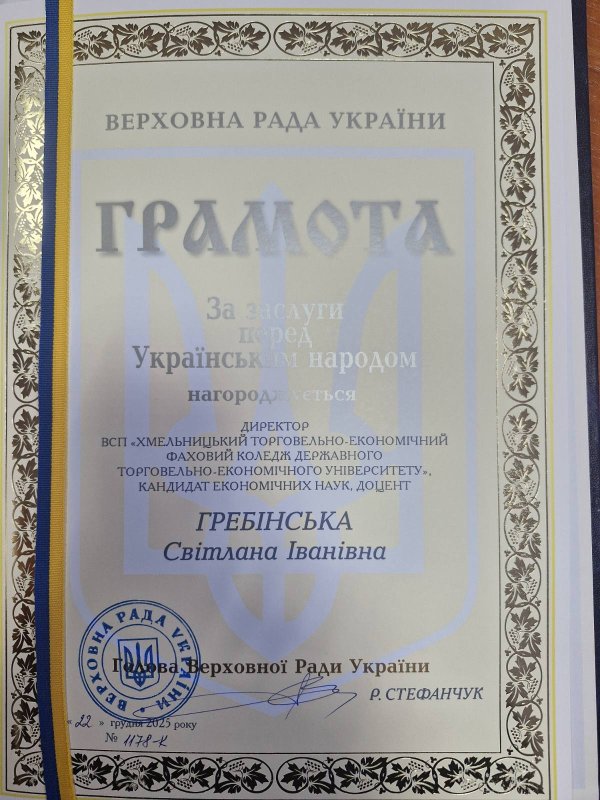 ВЕРХОВНА РАДА УКРАЇНИ
ГРАМОТА
За заслуги
перед
Українським народом
нагороджується
ДИРЕКТОР
ВСП «ХМЕЛЬНИЦЬКИЙ ТОРГОВЕЛЬНО-ЕКОНОМІЧНИЙ
ФАХОВИЙ КОЛЕДЖ ДЕРЖАВНОГО
ТОРГОВЕЛЬНО-ЕКОНОМІЧНОГО УНІВЕРСИТЕТУ»,
КАНДИДАТ ЕКОНОМІЧНИХ НАУК, ДОЦЕНТ
ГРЕБІНСЬКА
Світлана Іванівна
ВЕРХОВНА РАДА УКРАЇНИ
Голова Верховної Ради України
Р. СТЕФАНЧУК
« 22 » грудня 2025 року
№ 1178-К